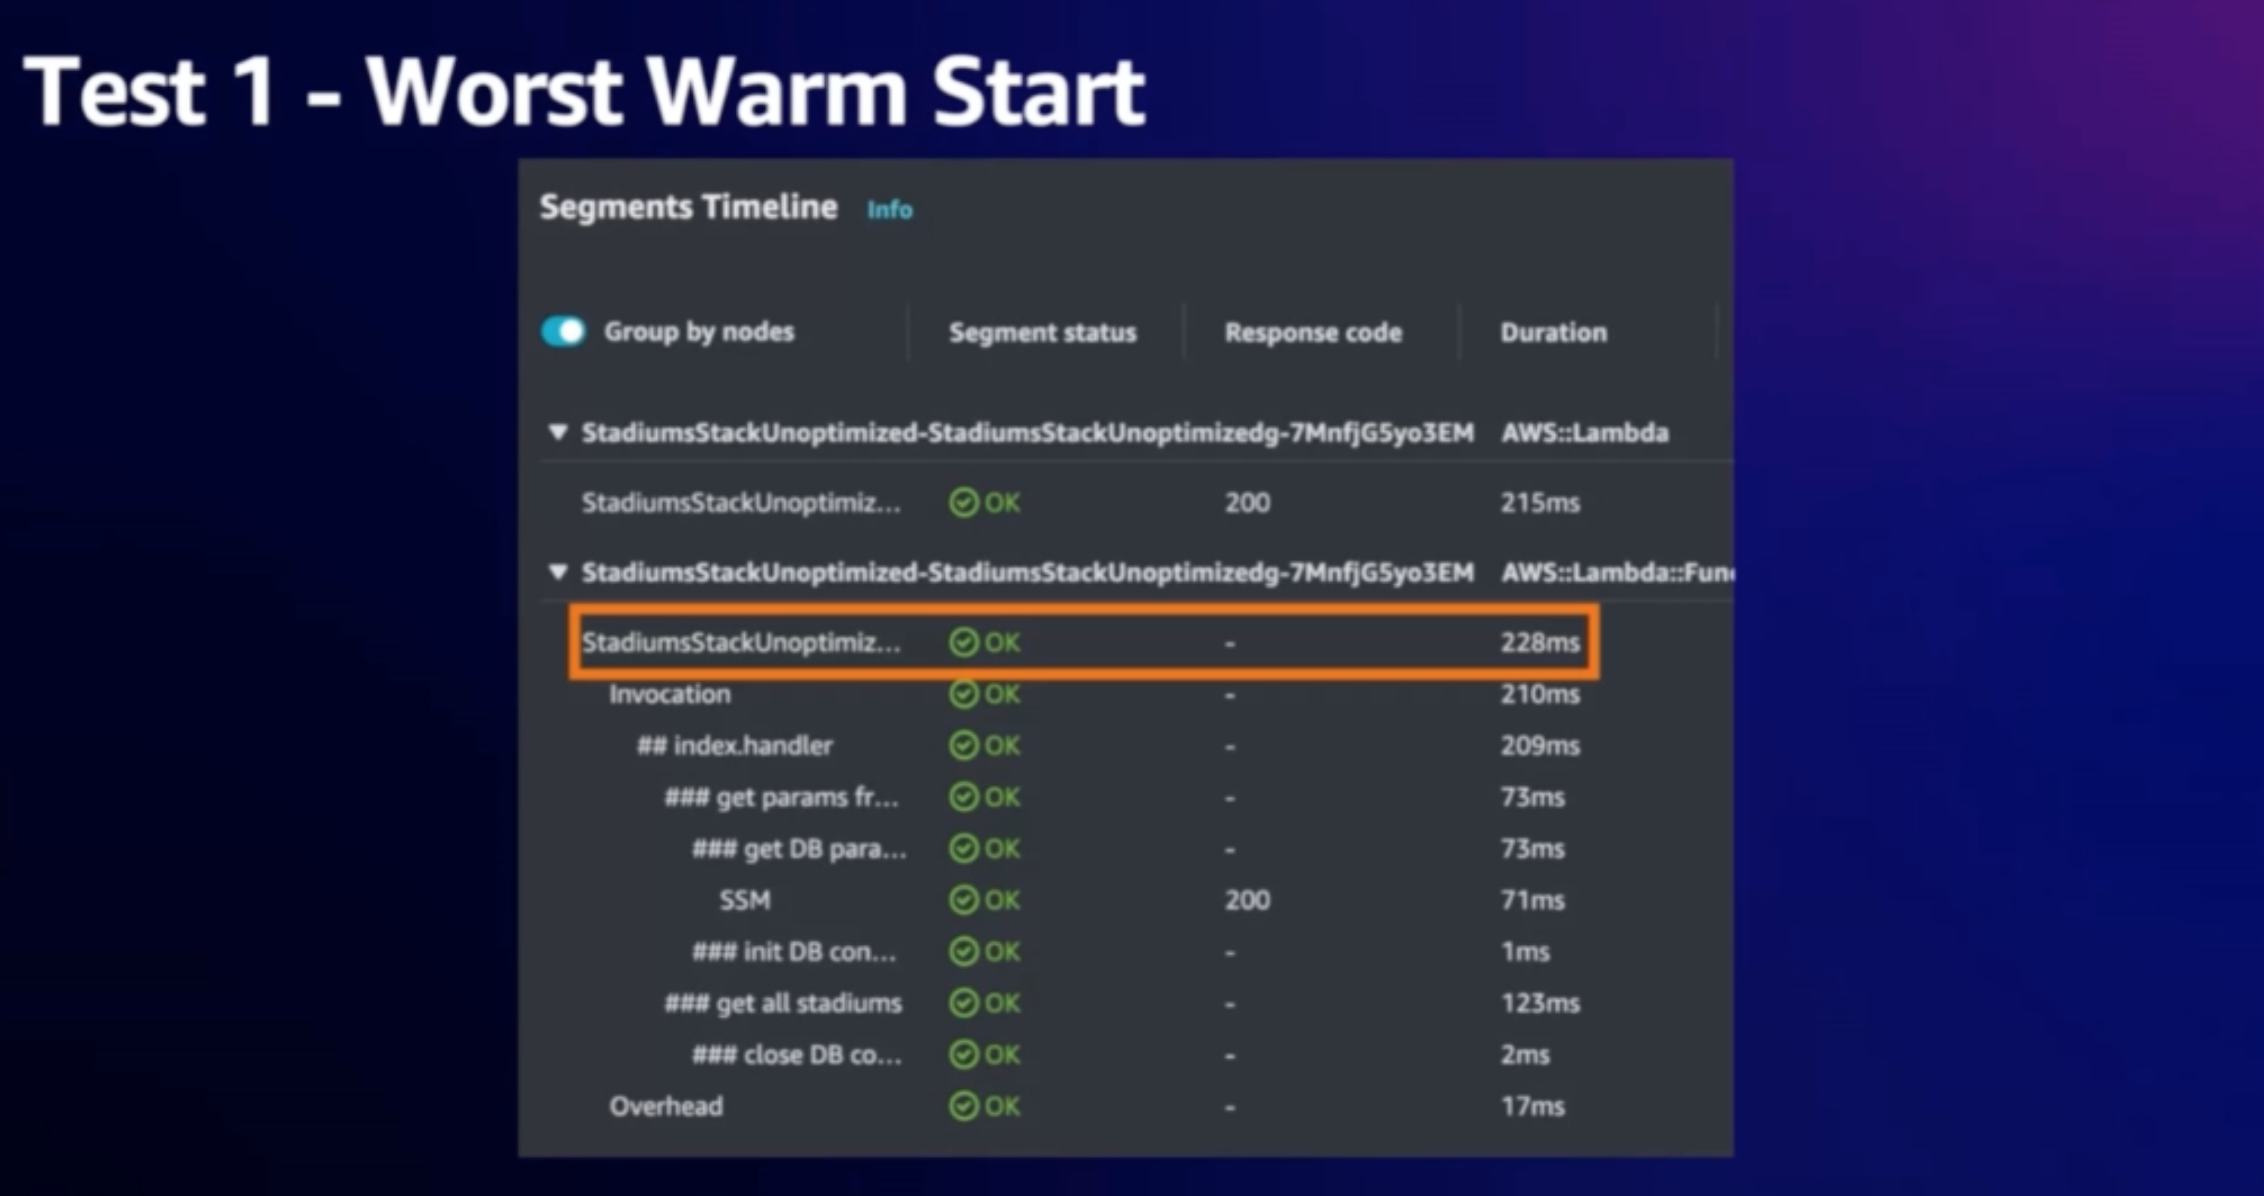 Test 1 - Worst Warm Start
Segments Timeline Info
Group by nodes Segment status Response code Duration
StadiumsStackUnoptimized-StadiumsStackUnoptimizedg-7MnfjG5yo3EM AWS::Lambda
StadiumsStackUnoptimiz... OK 200 215ms
StadiumsStackUnoptimized-StadiumsStackUnoptimizedg-7MnfjG5yo3EM AWS::Lambda::Fun
StadiumsStackUnoptimiz... OK - 228ms
Invocation OK - 210ms
## index.handler OK - 209ms
### get params fr... OK - 73ms
### get DB para... OK - 73ms
SSM OK 200 71ms
### init DB con... OK - 1ms
### get all stadiums OK - 123ms
### close DB co... OK - 2ms
Overhead OK - 17ms